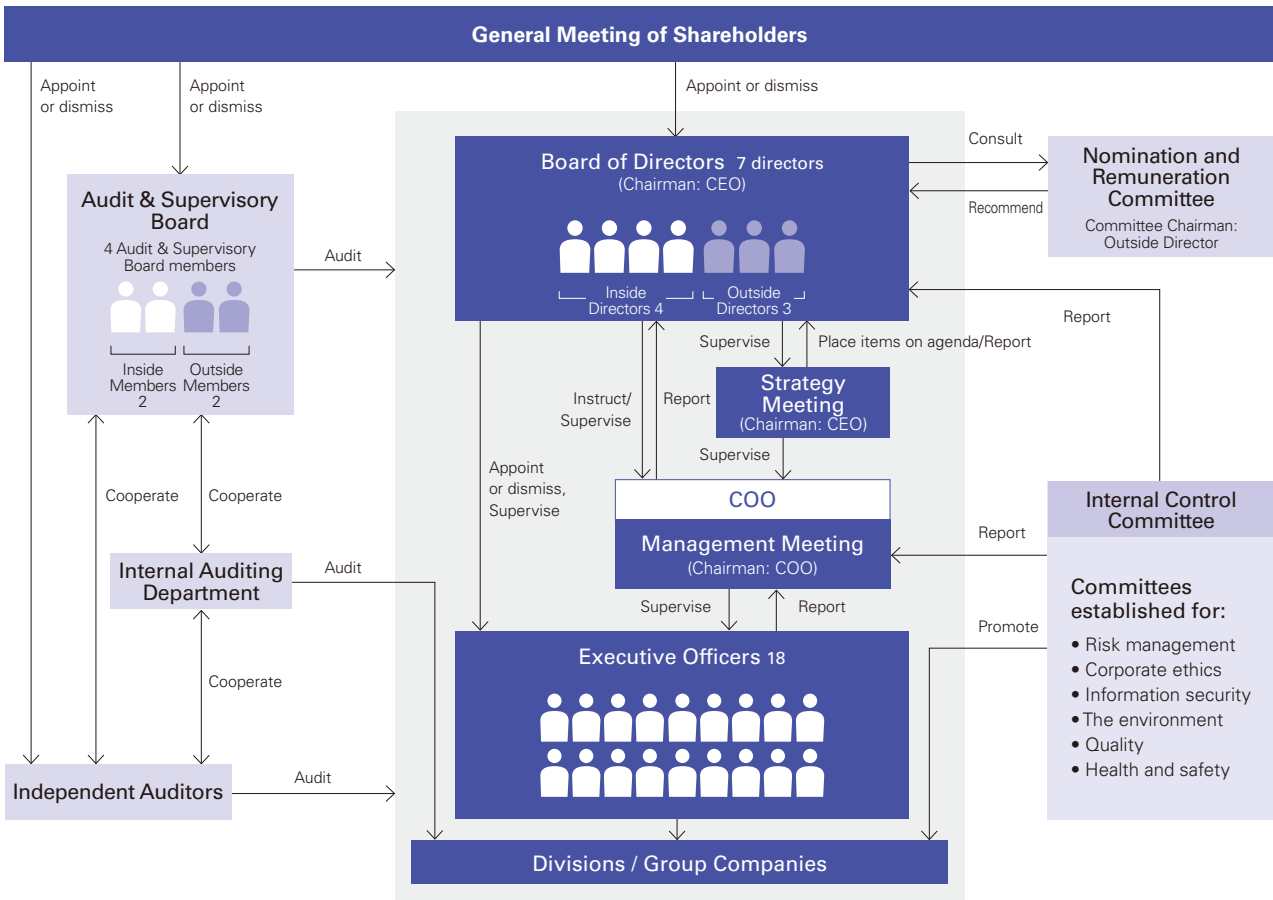 General Meeting of Shareholders
Appoint
or dismiss
Appoint
or dismiss
Appoint or dismiss
Board of Directors 7 directors
(Chairman: CEO)
Inside
Directors 4
Outside
Directors 3
Consult
Recommend
Nomination and
Remuneration
Committee
Committee Chairman:
Outside Director
Audit & Supervisory
Board
4 Audit & Supervisory
Board members
Inside
Members
2
Outside
Members
2
Audit
Report
Supervise
Place items on agenda/Report
Strategy
Meeting
(Chairman: CEO)
Instruct/
Supervise
Report
Supervise
Appoint
or dismiss,
Supervise
Cooperate
Cooperate
COO
Management Meeting
(Chairman: COO)
Internal Control
Committee
Report
Internal Auditing
Department
Audit
Supervise
Report
Committees
established for:
• Risk management
• Corporate ethics
• Information security
• The environment
• Quality
• Health and safety
Promote
Executive Officers 18
Cooperate
Independent Auditors
Audit
Divisions / Group Companies